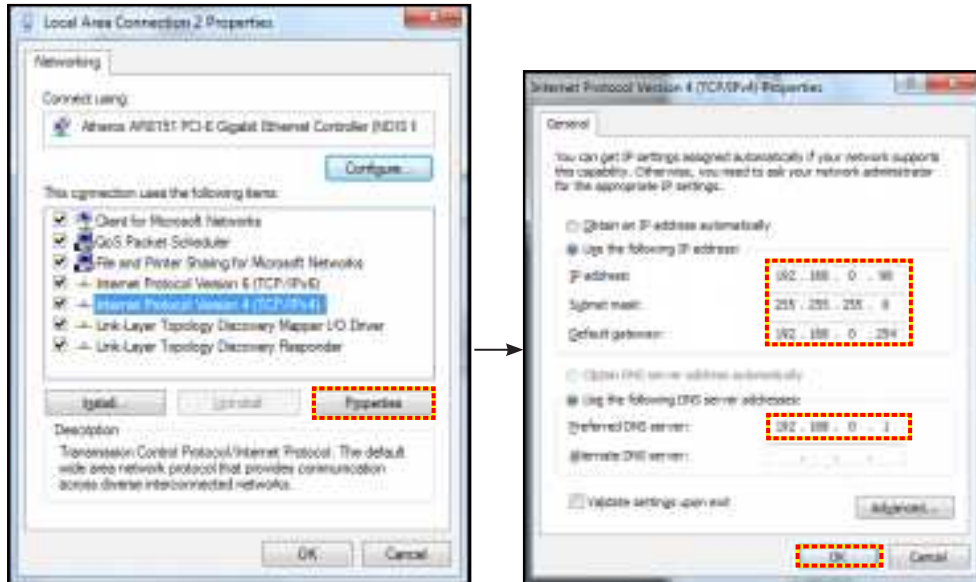 Local Area Connection 2 Properties
Networking
Connect using:
Atheros AR8151 PCI-E Gigabit Ethernet Controller (NDIS 6
Configure...
This connection uses the following items:
Client for Microsoft Networks
QoS Packet Scheduler
File and Printer Sharing for Microsoft Networks
Internet Protocol Version 6 (TCP/IPv6)
Internet Protocol Version 4 (TCP/IPv4)
Link-Layer Topology Discovery Mapper I/O Driver
Link-Layer Topology Discovery Responder
Install...
Uninstall
Properties
Description
Transmission Control Protocol/Internet Protocol. The default
wide area network protocol that provides communication
across diverse interconnected networks.
OK
Cancel
Internet Protocol Version 4 (TCP/IPv4) Properties
General
You can get IP settings assigned automatically if your network supports
this capability. Otherwise, you need to ask your network administrator
for the appropriate IP settings.
Obtain an IP address automatically
Use the following IP address:
IP address:
192 . 168 . 0 .
Subnet mask:
255 . 255 . 255 . 0
Default gateway:
192 . 168 . 0 . 254
Obtain DNS server address automatically
Use the following DNS server addresses:
Preferred DNS server:
192 . 168 . 0 . 1
Alternate DNS server:
. . .
Validate settings upon exit
Advanced...
OK
Cancel